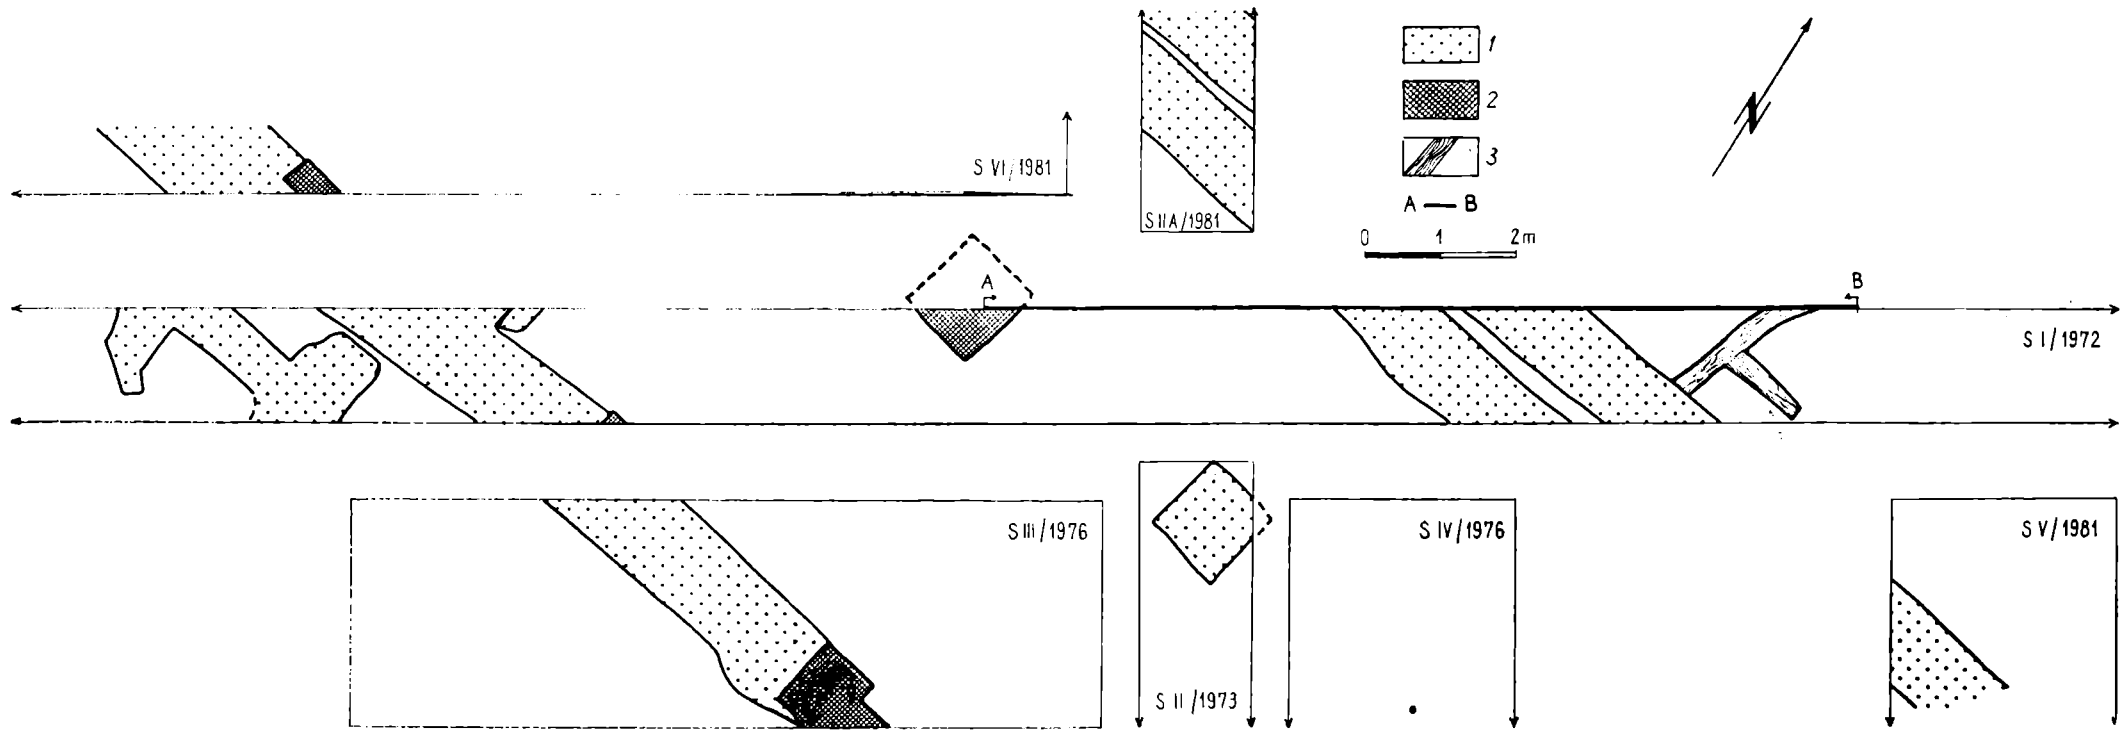 1
2
3
A — B
0 1 2m
N
S VI/1981
S IIA/1981
A
B
S I/1972
S III/1976
S II/1973
S IV/1976
S V/1981